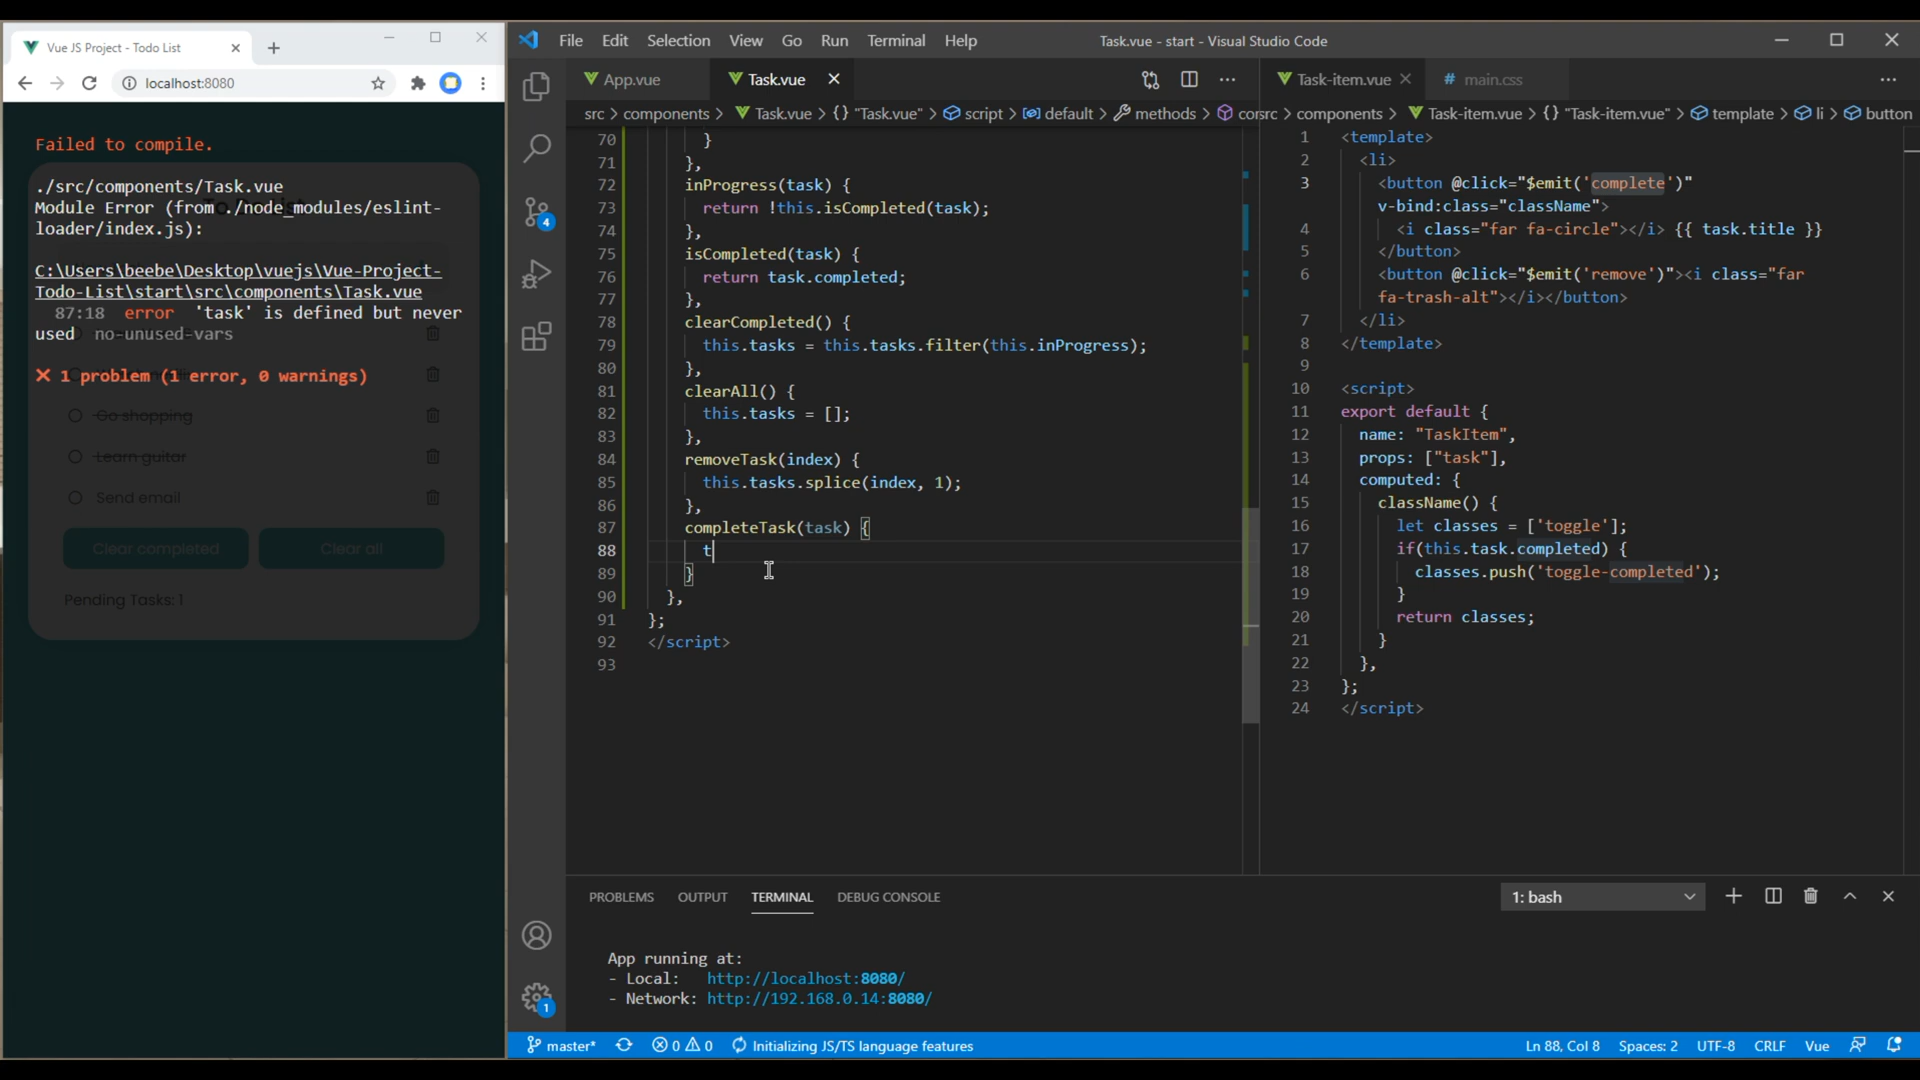 Vue JS Project - Todo List
localhost:8080
Failed to compile.
./src/components/Task.vue
Module Error (from ./node_modules/eslint-
loader/index.js):
C:\Users\beebe\Desktop\vuejs\Vue-Project-
Todo-List\start\src\components\Task.vue
87:18 error 'task' is defined but never
used no-unused-vars
✕ 1 problem (1 error, 0 warnings)
Go shopping
Learn guitar
Send email
Clear completed Clear all
Pending Tasks: 1
File Edit Selection View Go Run Terminal Help
Task.vue - start - Visual Studio Code
App.vue Task.vue
src > components > Task.vue > {} "Task.vue" > script > default > methods > cor
70 }
71 },
72 inProgress(task) {
73 return !this.isCompleted(task);
74 },
75 isCompleted(task) {
76 return task.completed;
77 },
78 clearCompleted() {
79 this.tasks = this.tasks.filter(this.inProgress);
80 },
81 clearAll() {
82 this.tasks = [];
83 },
84 removeTask(index) {
85 this.tasks.splice(index, 1);
86 },
87 completeTask(task) {
88 t
89 }
90 },
91 };
92 </script>
93
Task-item.vue # main.css
src > components > Task-item.vue > {} "Task-item.vue" > template > li > button
1 <template>
2 <li>
3 <button @click="$emit('complete')"
v-bind:class="className">
4 <i class="far fa-circle"></i> {{ task.title }}
5 </button>
6 <button @click="$emit('remove')"><i class="far
fa-trash-alt"></i></button>
7 </li>
8 </template>
9
10 <script>
11 export default {
12 name: "TaskItem",
13 props: ["task"],
14 computed: {
15 className() {
16 let classes = ['toggle'];
17 if(this.task.completed) {
18 classes.push('toggle-completed');
19 }
20 return classes;
21 }
22 },
23 };
24 </script>
PROBLEMS OUTPUT TERMINAL DEBUG CONSOLE
1: bash
App running at:
- Local: http://localhost:8080/
- Network: http://192.168.0.14:8080/
4
1
master* 0 0 Initializing JS/TS language features
Ln 88, Col 8 Spaces: 2 UTF-8 CRLF Vue